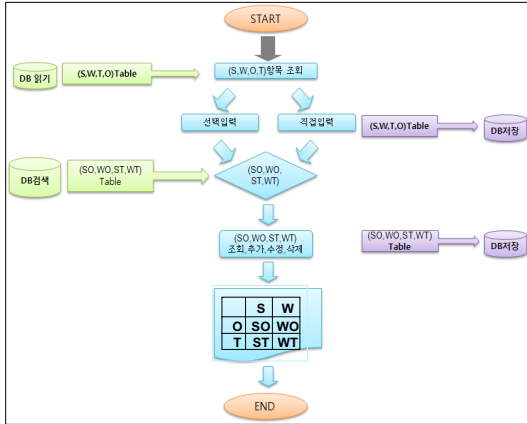 START
DB 읽기
(S,W,T,O)Table
(S,W,O,T)항목 조회
선택입력
직접입력
(S,W,T,O)Table
DB저장
DB검색
(SO,WO,ST,WT)
Table
(SO,WO,
ST,WT)
(SO,WO,ST,WT)
조회,추가,수정,삭제
(SO,WO,ST,WT)
Table
DB저장
S W
O SO WO
T ST WT
END